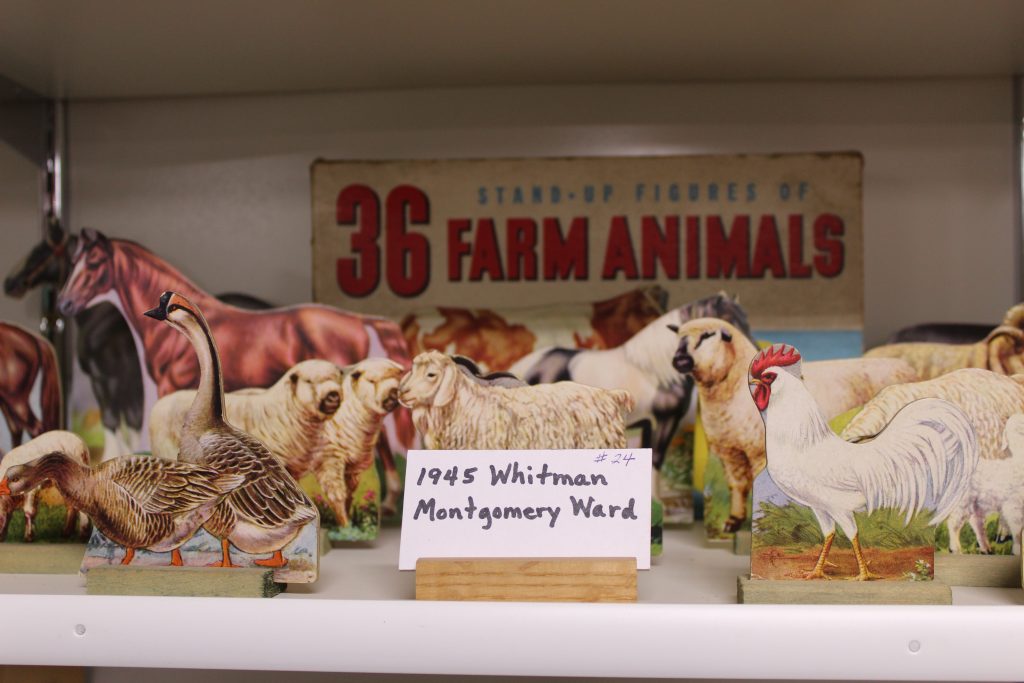 STAND-UP FIGURES OF
36 FARM ANIMALS
#24
1945 Whitman
Montgomery Ward